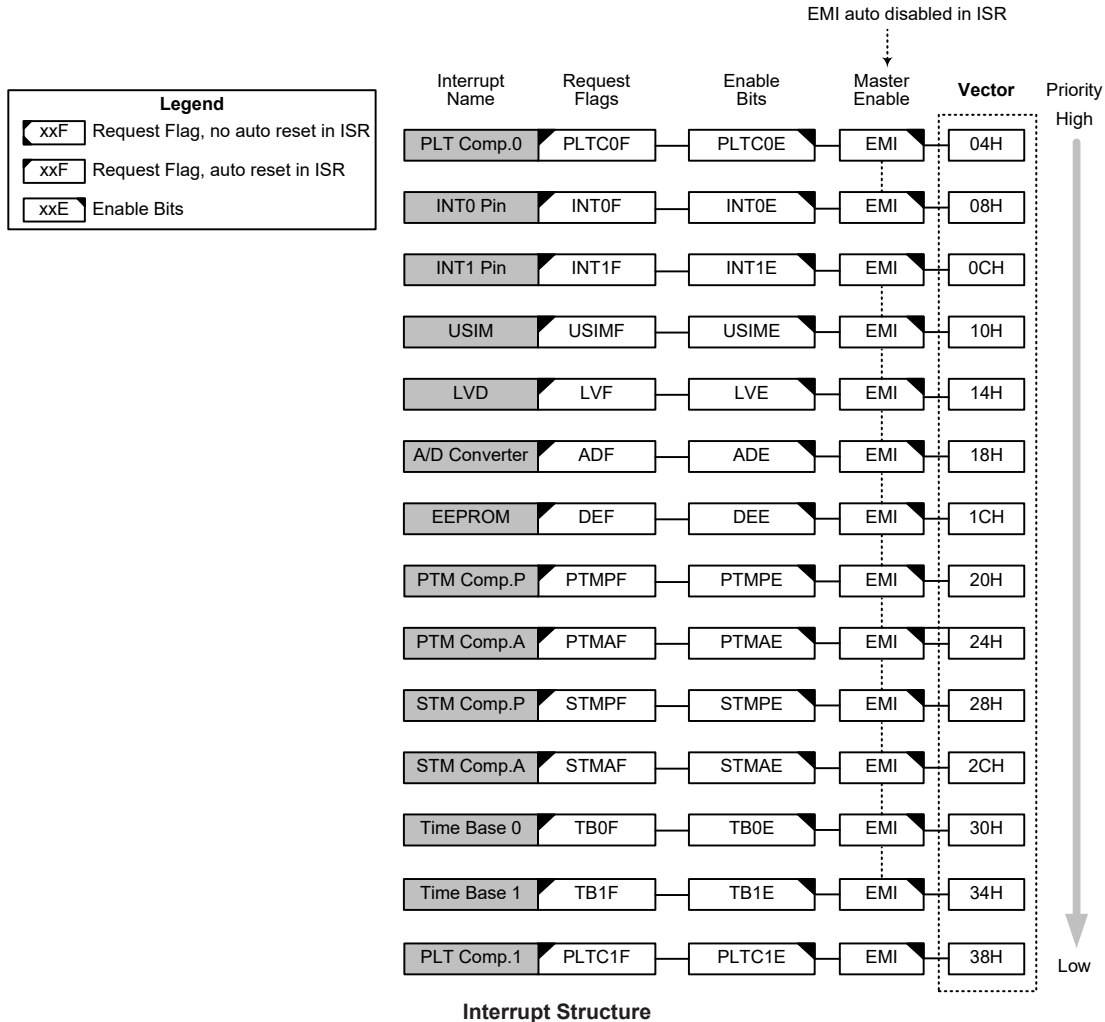 EMI auto disabled in ISR
Legend
xxF Request Flag, no auto reset in ISR
xxF Request Flag, auto reset in ISR
xxE Enable Bits
Interrupt Name Request Flags Enable Bits Master Enable Vector Priority
High
PLT Comp.0 PLTC0F PLTC0E EMI 04H
INT0 Pin INT0F INT0E EMI 08H
INT1 Pin INT1F INT1E EMI 0CH
USIM USIMF USIME EMI 10H
LVD LVF LVE EMI 14H
A/D Converter ADF ADE EMI 18H
EEPROM DEF DEE EMI 1CH
PTM Comp.P PTMPF PTMPE EMI 20H
PTM Comp.A PTMAF PTMAE EMI 24H
STM Comp.P STMPF STMPE EMI 28H
STM Comp.A STMAF STMAE EMI 2CH
Time Base 0 TB0F TB0E EMI 30H
Time Base 1 TB1F TB1E EMI 34H
PLT Comp.1 PLTC1F PLTC1E EMI 38H
Low
Interrupt Structure